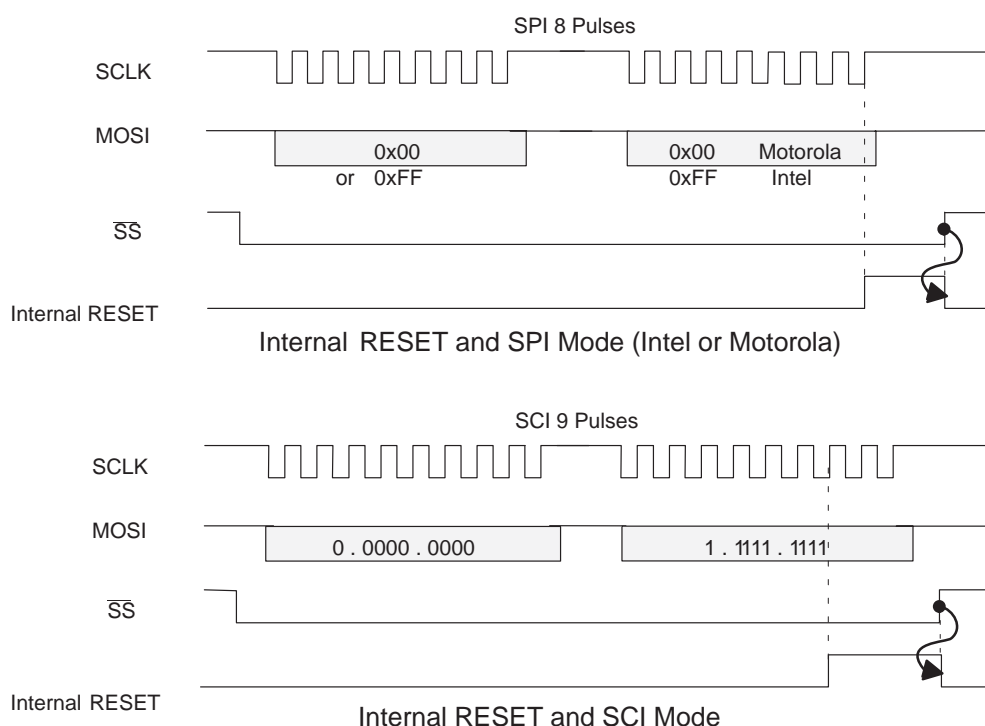 SPI 8 Pulses
SCLK
MOSI
0x00
or 0xFF
0x00 Motorola
0xFF Intel
SS
Internal RESET
Internal RESET and SPI Mode (Intel or Motorola)
SCI 9 Pulses
SCLK
MOSI
0 . 0000 . 0000
1 . 1111 . 1111
SS
Internal RESET
Internal RESET and SCI Mode